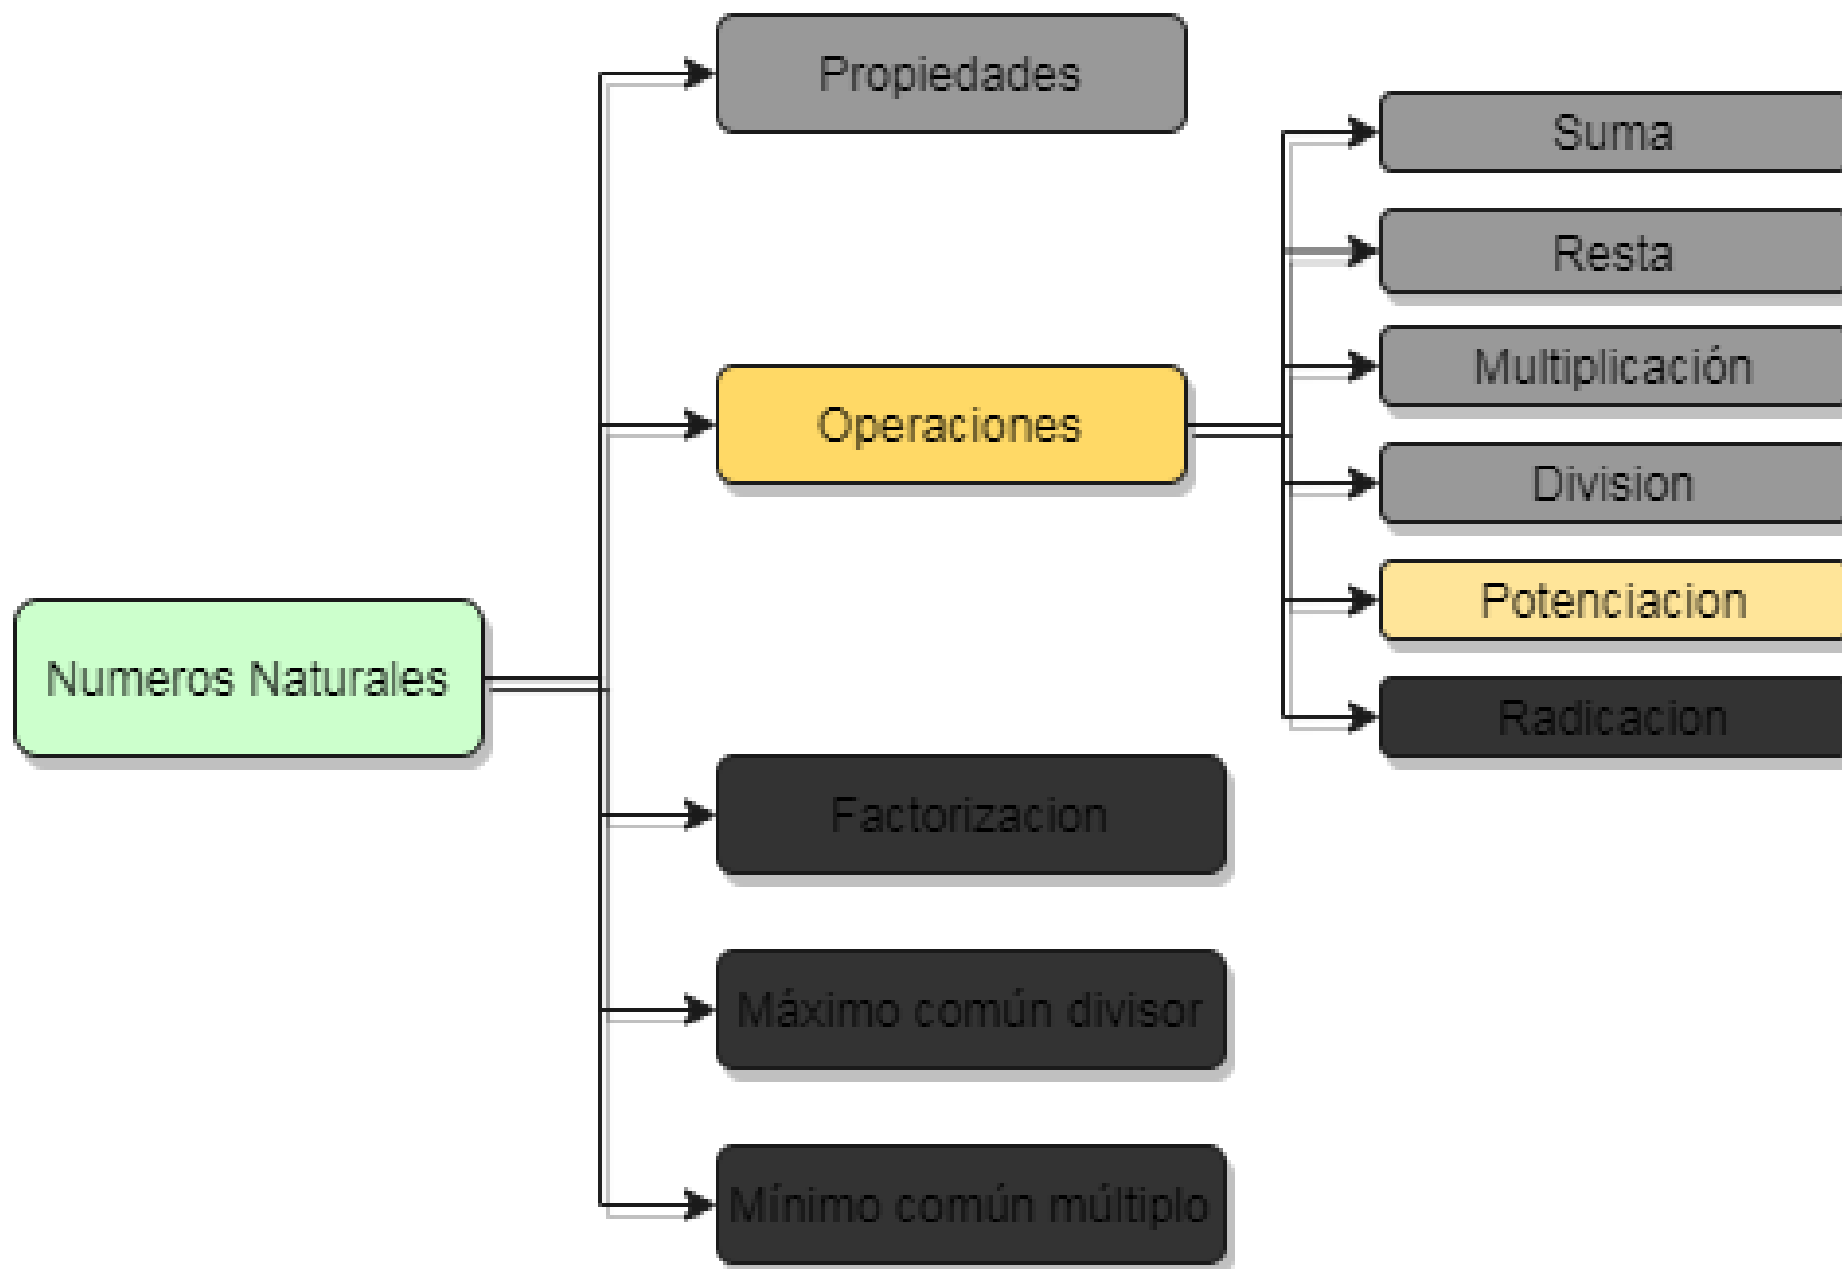 Propiedades
Suma
Resta
Multiplicación
Operaciones
Division
Potenciacion
Numeros Naturales
Radicacion
Factorizacion
Máximo común divisor
Mínimo común múltiplo